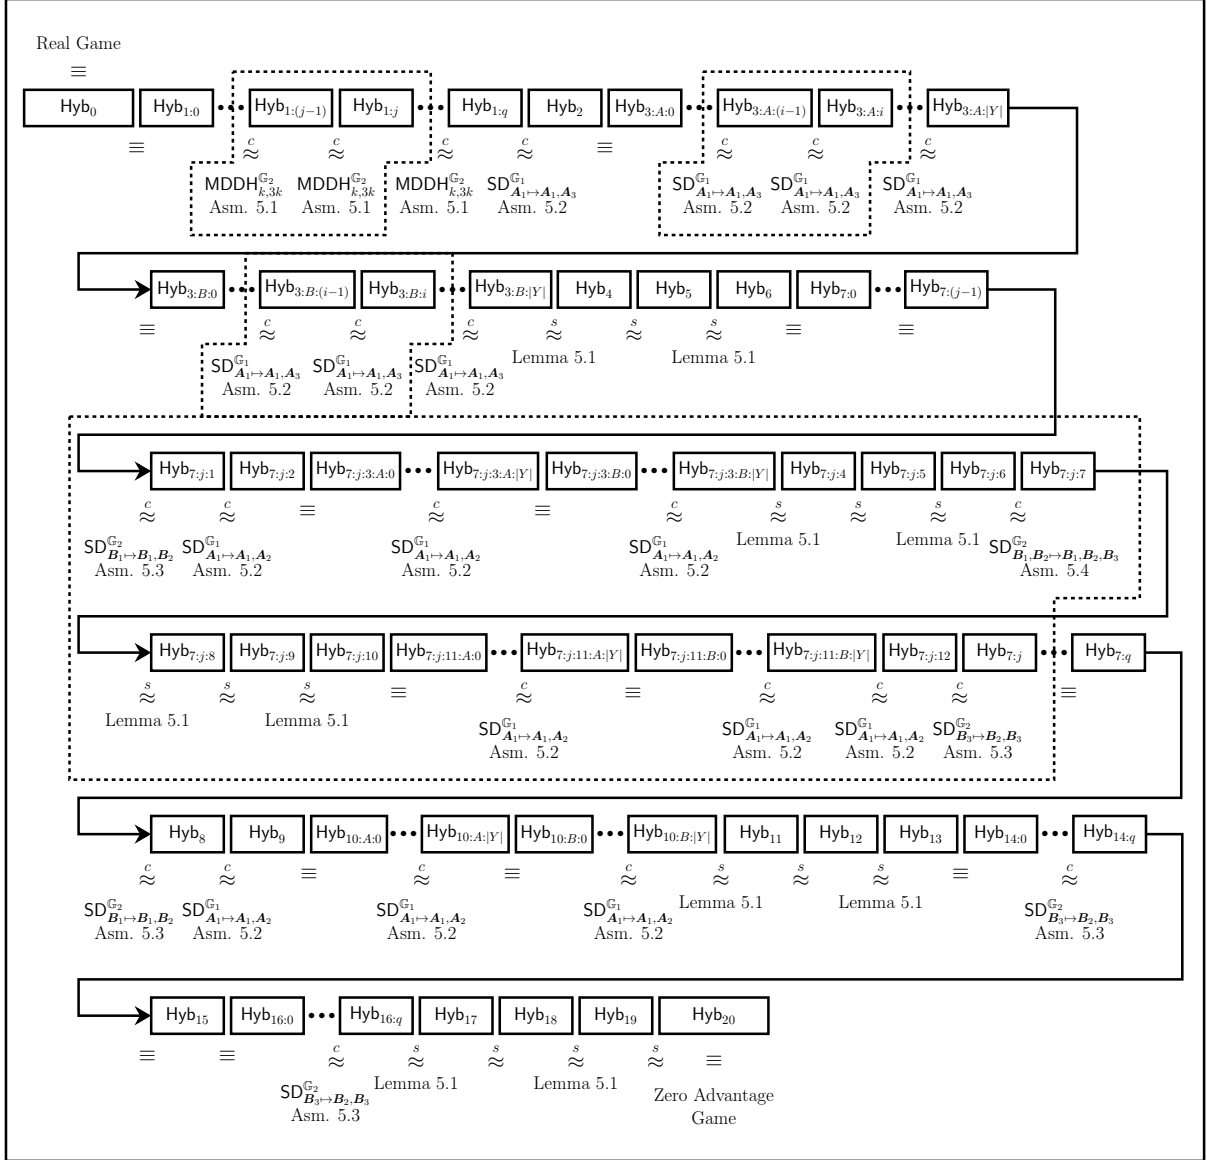 Real Game
≡
Hyb_0 Hyb_{1:0} ••• Hyb_{1:(j−1)} Hyb_{1:j} ••• Hyb_{1:q} Hyb_2 Hyb_{3:A:0} ••• Hyb_{3:A:(i−1)} Hyb_{3:A:i} ••• Hyb_{3:A:|Y|}
≡ ≈^c ≈^c ≈^c ≈^c ≡ ≈^c ≈^c ≈^c
MDDH^{𝔾_2}_{k,3k} MDDH^{𝔾_2}_{k,3k} MDDH^{𝔾_2}_{k,3k} SD^{𝔾_1}_{A_1↦A_1,A_3} SD^{𝔾_1}_{A_1↦A_1,A_3} SD^{𝔾_1}_{A_1↦A_1,A_3} SD^{𝔾_1}_{A_1↦A_1,A_3}
Asm. 5.1 Asm. 5.1 Asm. 5.1 Asm. 5.2 Asm. 5.2 Asm. 5.2 Asm. 5.2
Hyb_{3:B:0} ••• Hyb_{3:B:(i−1)} Hyb_{3:B:i} ••• Hyb_{3:B:|Y|} Hyb_4 Hyb_5 Hyb_6 Hyb_{7:0} ••• Hyb_{7:(j−1)}
≡ ≈^c ≈^c ≈^c ≈^s ≈^s ≈^s ≡ ≡
Lemma 5.1 Lemma 5.1
SD^{𝔾_1}_{A_1↦A_1,A_3} SD^{𝔾_1}_{A_1↦A_1,A_3} SD^{𝔾_1}_{A_1↦A_1,A_3}
Asm. 5.2 Asm. 5.2 Asm. 5.2
Hyb_{7:j:1} Hyb_{7:j:2} Hyb_{7:j:3:A:0} ••• Hyb_{7:j:3:A:|Y|} Hyb_{7:j:3:B:0} ••• Hyb_{7:j:3:B:|Y|} Hyb_{7:j:4} Hyb_{7:j:5} Hyb_{7:j:6} Hyb_{7:j:7}
≈^c ≈^c ≡ ≈^c ≡ ≈^c ≈^s ≈^s ≈^s ≈^c
Lemma 5.1 Lemma 5.1
SD^{𝔾_2}_{B_1↦B_1,B_2} SD^{𝔾_1}_{A_1↦A_1,A_2} SD^{𝔾_1}_{A_1↦A_1,A_2} SD^{𝔾_1}_{A_1↦A_1,A_2} SD^{𝔾_2}_{B_1,B_2↦B_1,B_2,B_3}
Asm. 5.3 Asm. 5.2 Asm. 5.2 Asm. 5.2 Asm. 5.4
Hyb_{7:j:8} Hyb_{7:j:9} Hyb_{7:j:10} Hyb_{7:j:11:A:0} ••• Hyb_{7:j:11:A:|Y|} Hyb_{7:j:11:B:0} ••• Hyb_{7:j:11:B:|Y|} Hyb_{7:j:12} Hyb_{7:j} ••• Hyb_{7:q}
≈^s ≈^s ≈^s ≡ ≈^c ≡ ≈^c ≈^c ≈^c ≡
Lemma 5.1 Lemma 5.1
SD^{𝔾_1}_{A_1↦A_1,A_2} SD^{𝔾_1}_{A_1↦A_1,A_2} SD^{𝔾_1}_{A_1↦A_1,A_2} SD^{𝔾_2}_{B_3↦B_2,B_3}
Asm. 5.2 Asm. 5.2 Asm. 5.2 Asm. 5.3
Hyb_8 Hyb_9 Hyb_{10:A:0} ••• Hyb_{10:A:|Y|} Hyb_{10:B:0} ••• Hyb_{10:B:|Y|} Hyb_{11} Hyb_{12} Hyb_{13} Hyb_{14:0} ••• Hyb_{14:q}
≈^c ≈^c ≡ ≈^c ≡ ≈^c ≈^s ≈^s ≈^s ≡ ≈^c
Lemma 5.1 Lemma 5.1
SD^{𝔾_2}_{B_1↦B_1,B_2} SD^{𝔾_1}_{A_1↦A_1,A_2} SD^{𝔾_1}_{A_1↦A_1,A_2} SD^{𝔾_1}_{A_1↦A_1,A_2} SD^{𝔾_2}_{B_3↦B_2,B_3}
Asm. 5.3 Asm. 5.2 Asm. 5.2 Asm. 5.2 Asm. 5.3
Hyb_{15} Hyb_{16:0} ••• Hyb_{16:q} Hyb_{17} Hyb_{18} Hyb_{19} Hyb_{20}
≡ ≡ ≈^c ≈^s ≈^s ≈^s ≈^s ≡
Lemma 5.1 Lemma 5.1
SD^{𝔾_2}_{B_3↦B_2,B_3} Zero Advantage
Asm. 5.3 Game